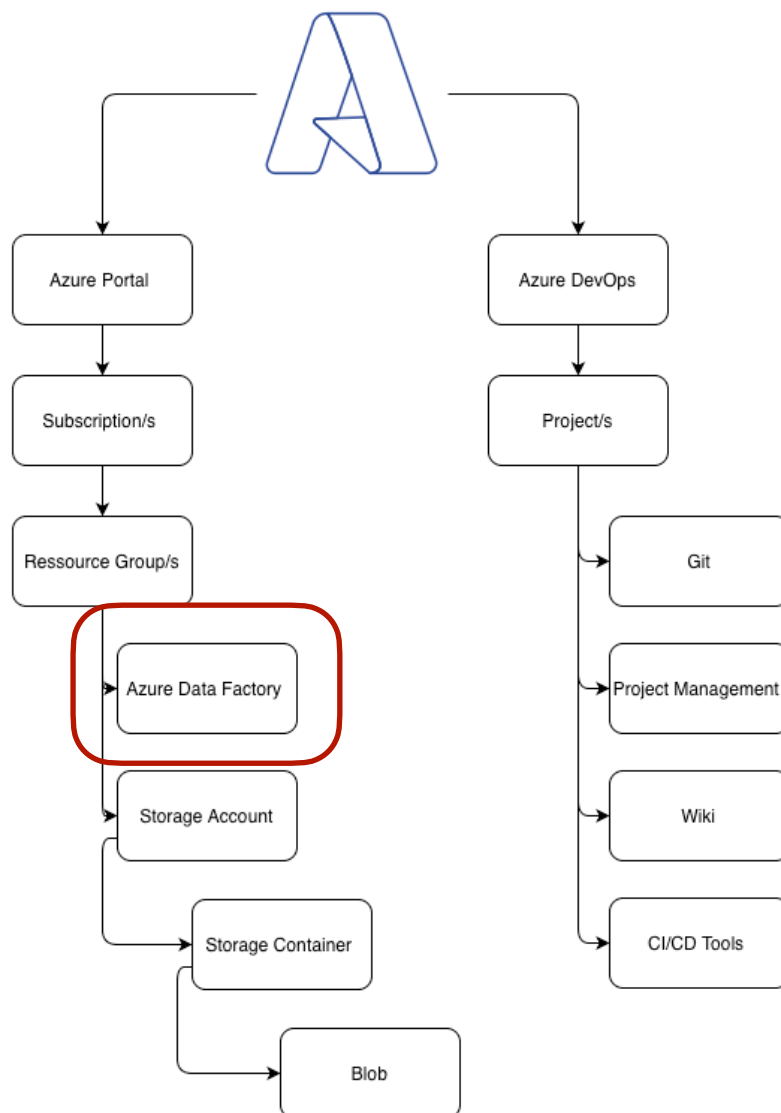 Azure Portal
Azure DevOps
Subscription/s
Project/s
Ressource Group/s
Git
Azure Data Factory
Project Management
Storage Account
Wiki
Storage Container
CI/CD Tools
Blob